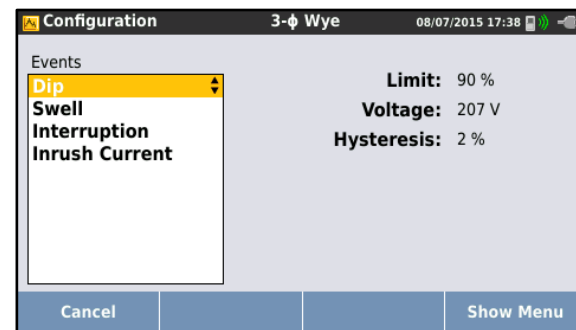 Configuration 3-ϕ Wye 08/07/2015 17:38
Events
Dip
Swell
Interruption
Inrush Current
Limit: 90 %
Voltage: 207 V
Hysteresis: 2 %
Cancel Show Menu